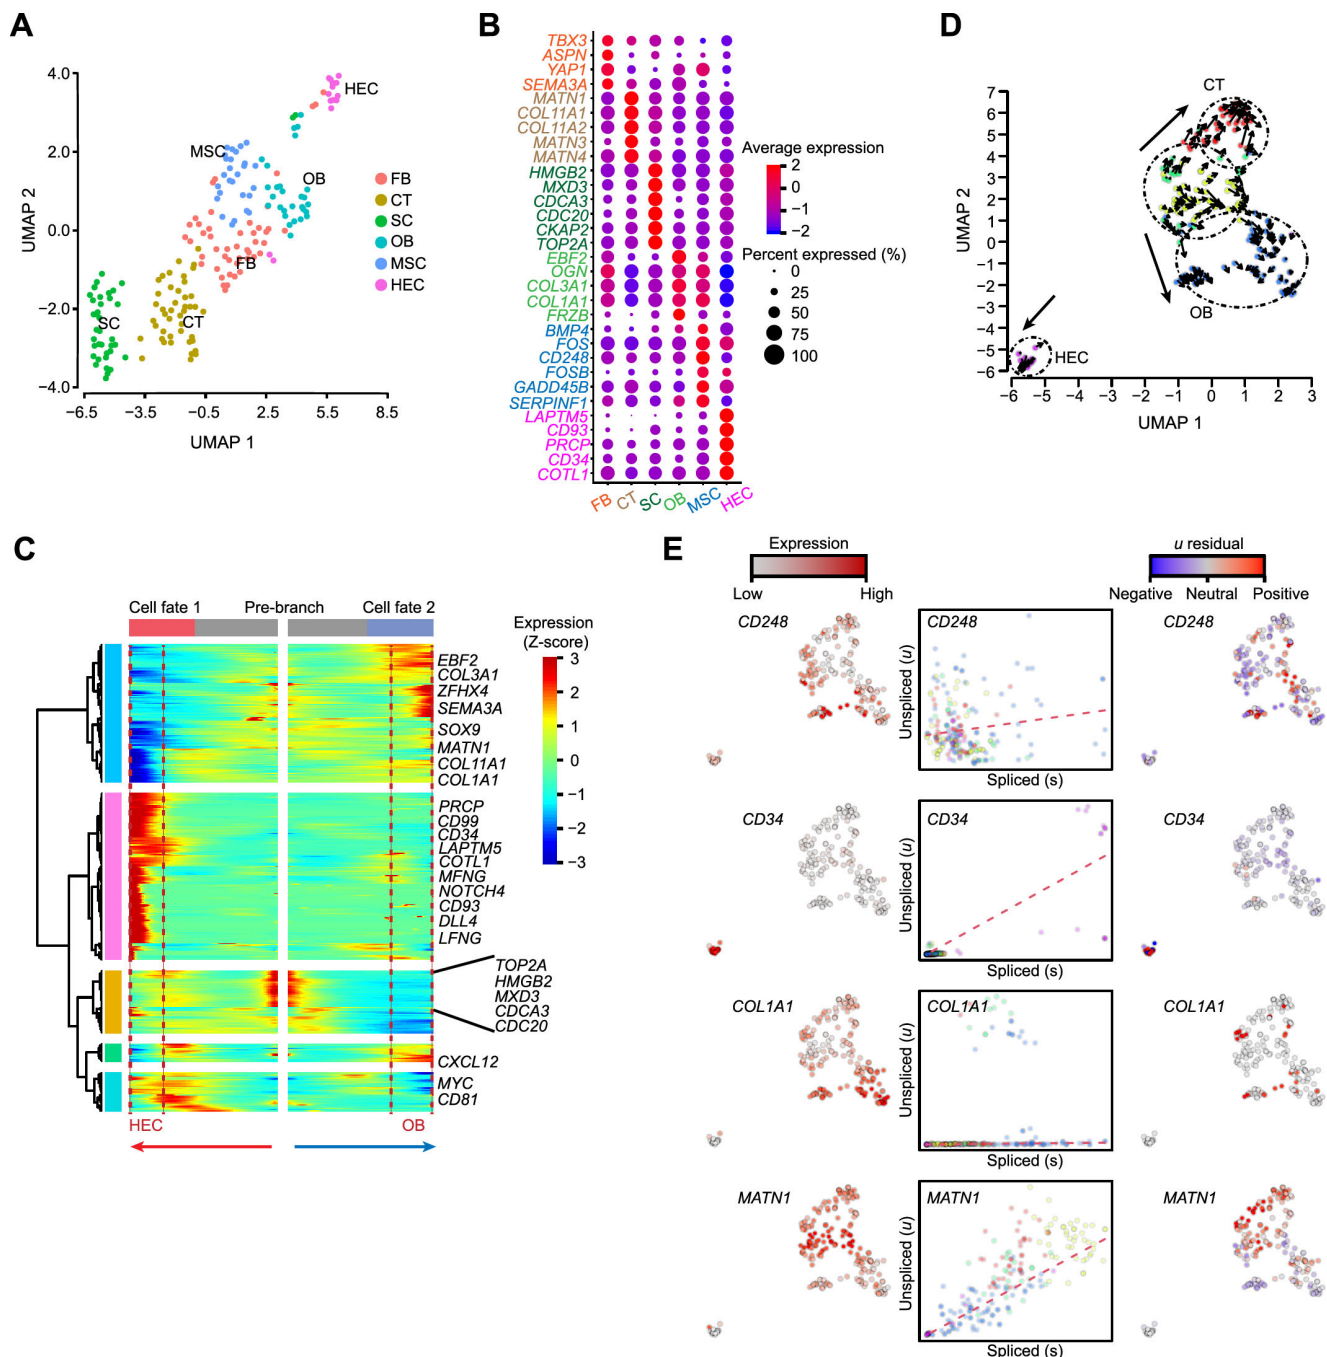 A
4.0
2.0
0.0
−2.0
−4.0
UMAP 2
−6.5
−3.5
−0.5
2.5
5.5
8.5
UMAP 1
HEC
MSC
OB
FB
SC
CT
FB
CT
SC
OB
MSC
HEC
B
TBX3
ASPN
YAP1
SEMA3A
MATN1
COL11A1
COL11A2
MATN3
MATN4
HMGB2
MXD3
CDCA3
CDC20
CKAP2
TOP2A
EBF2
OGN
COL3A1
COL1A1
FRZB
BMP4
FOS
CD248
FOSB
GADD45B
SERPINF1
LAPTM5
CD93
PRCP
CD34
COTL1
FB
CT
SC
OB
MSC
HEC
Average expression
2
1
0
−1
−2
Percent expressed (%)
0
25
50
75
100
D
7
6
5
4
3
2
1
0
−1
−2
−3
−4
−5
−6
UMAP 2
−6
−5
−4
−3
−2
−1
0
1
2
3
UMAP 1
CT
OB
HEC
C
Cell fate 1
Pre-branch
Cell fate 2
EBF2
COL3A1
ZFHX4
SEMA3A
SOX9
MATN1
COL11A1
COL1A1
PRCP
CD99
CD34
LAPTM5
COTL1
MFNG
NOTCH4
CD93
DLL4
LFNG
TOP2A
HMGB2
MXD3
CDCA3
CDC20
CXCL12
MYC
CD81
HEC
OB
Expression
(Z-score)
3
2
1
0
−1
−2
−3
E
Expression
Low
High
u residual
Negative
Neutral
Positive
CD248
CD248
Unspliced (u)
Spliced (s)
CD248
CD34
CD34
Unspliced (u)
CD34
COL1A1
COL1A1
Unspliced (u)
Spliced (s)
COL1A1
MATN1
MATN1
Unspliced (u)
Spliced (s)
MATN1